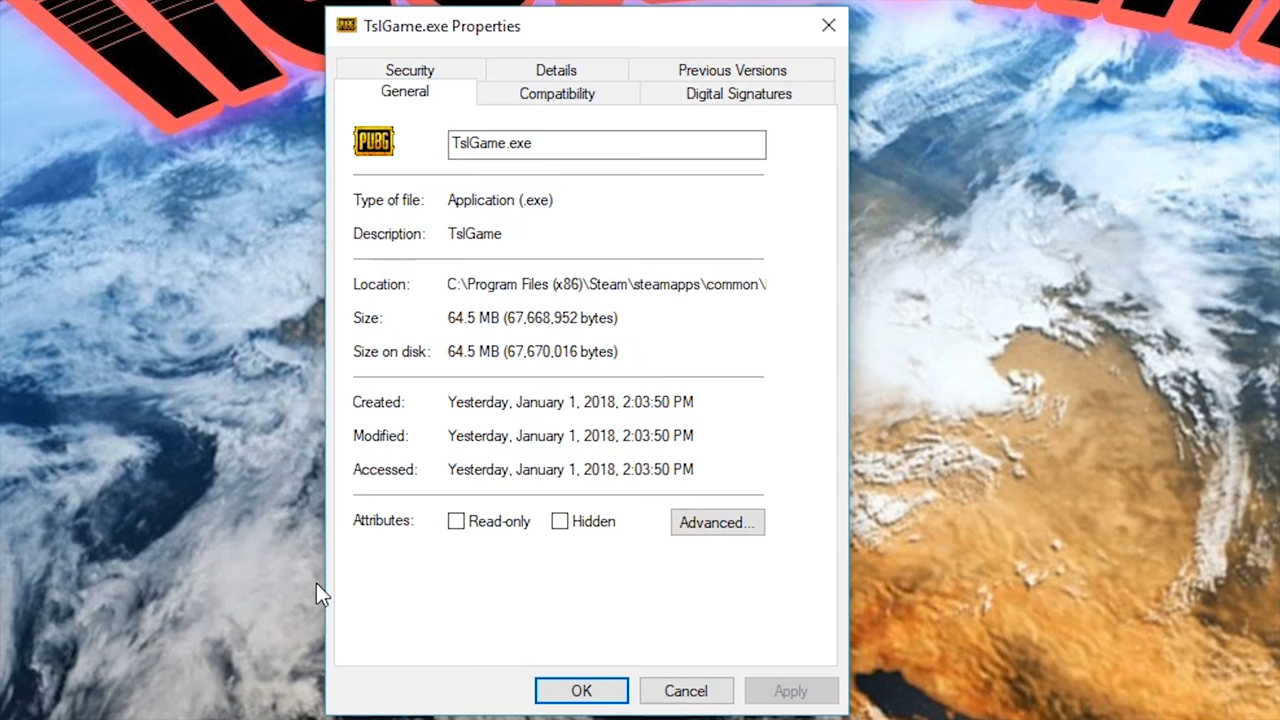 TslGame.exe Properties
Security Details Previous Versions
General Compatibility Digital Signatures
PUBG TslGame.exe
Type of file: Application (.exe)
Description: TslGame
Location: C:\Program Files (x86)\Steam\steamapps\common\
Size: 64.5 MB (67,668,952 bytes)
Size on disk: 64.5 MB (67,670,016 bytes)
Created: Yesterday, January 1, 2018, 2:03:50 PM
Modified: Yesterday, January 1, 2018, 2:03:50 PM
Accessed: Yesterday, January 1, 2018, 2:03:50 PM
Attributes: Read-only Hidden Advanced...
OK Cancel Apply